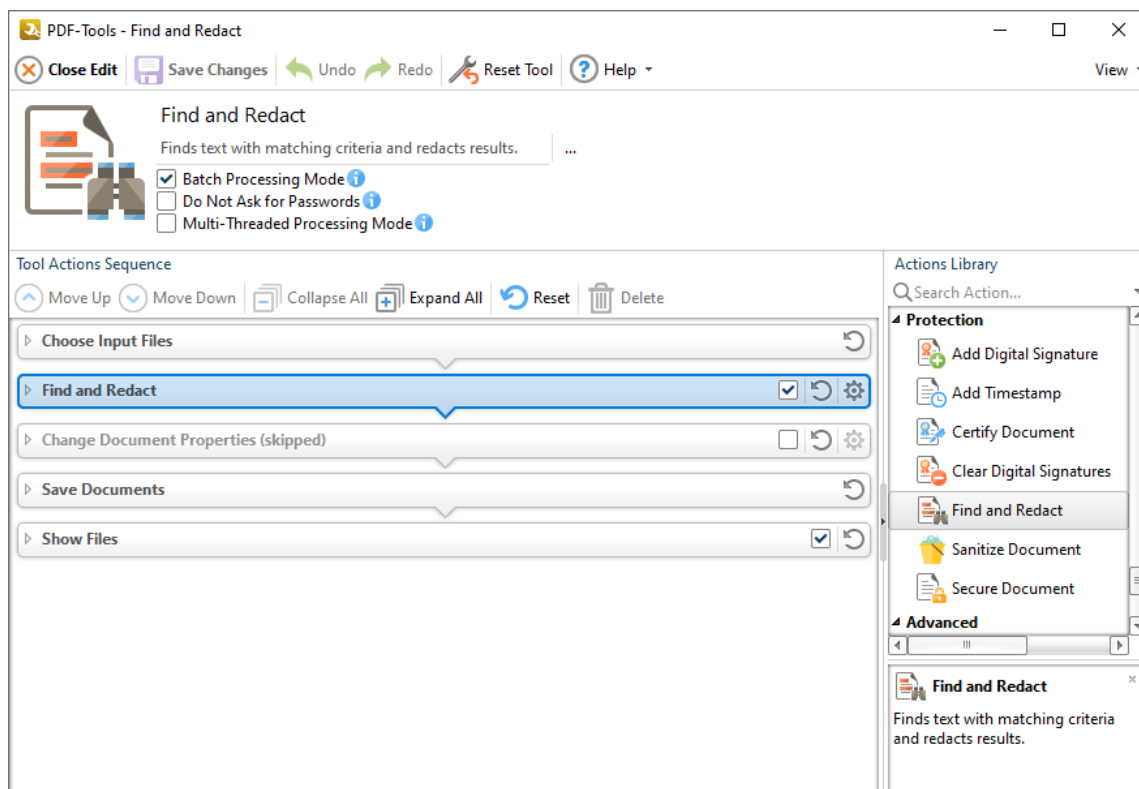 PDF-Tools - Find and Redact
Close Edit Save Changes Undo Redo Reset Tool ? Help View
Find and Redact
Finds text with matching criteria and redacts results. ...
Batch Processing Mode i
Do Not Ask for Passwords i
Multi-Threaded Processing Mode i
Tool Actions Sequence
Move Up Move Down Collapse All Expand All Reset Delete
Choose Input Files
Find and Redact
Change Document Properties (skipped)
Save Documents
Show Files
Actions Library
Search Action...
Protection
Add Digital Signature
Add Timestamp
Certify Document
Clear Digital Signatures
Find and Redact
Sanitize Document
Secure Document
Advanced
Find and Redact
Finds text with matching criteria
and redacts results.